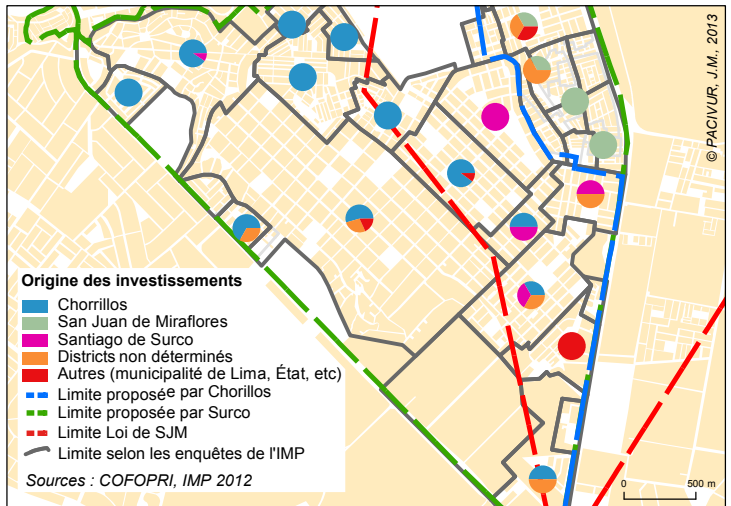 © PACIVUR, J.M., 2013
Origine des investissements
Chorrillos
San Juan de Miraflores
Santiago de Surco
Districts non déterminés
Autres (municipalité de Lima, État, etc)
Limite proposée par Chorillos
Limite proposée par Surco
Limite Loi de SJM
Limite selon les enquêtes de l'IMP
Sources : COFOPRI, IMP 2012
0 500 m